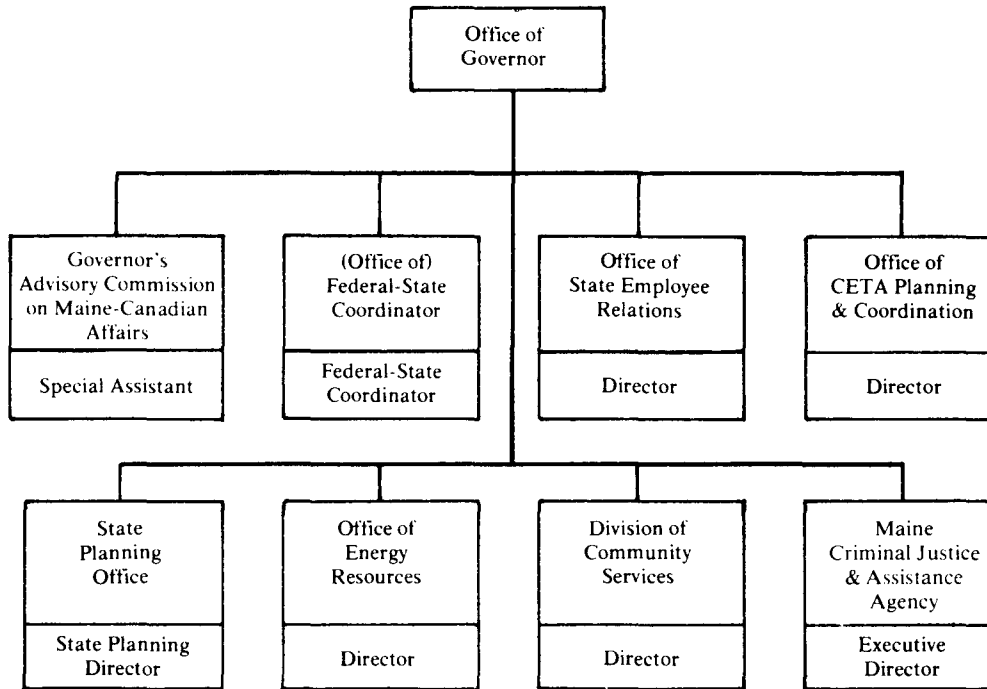 Office of
Governor
Governor's
Advisory Commission
on Maine-Canadian
Affairs
Special Assistant
(Office of)
Federal-State
Coordinator
Federal-State
Coordinator
Office of
State Employee
Relations
Director
Office of
CETA Planning
& Coordination
Director
State
Planning
Office
State Planning
Director
Office of
Energy
Resources
Director
Division of
Community
Services
Director
Maine
Criminal Justice
& Assistance
Agency
Executive
Director